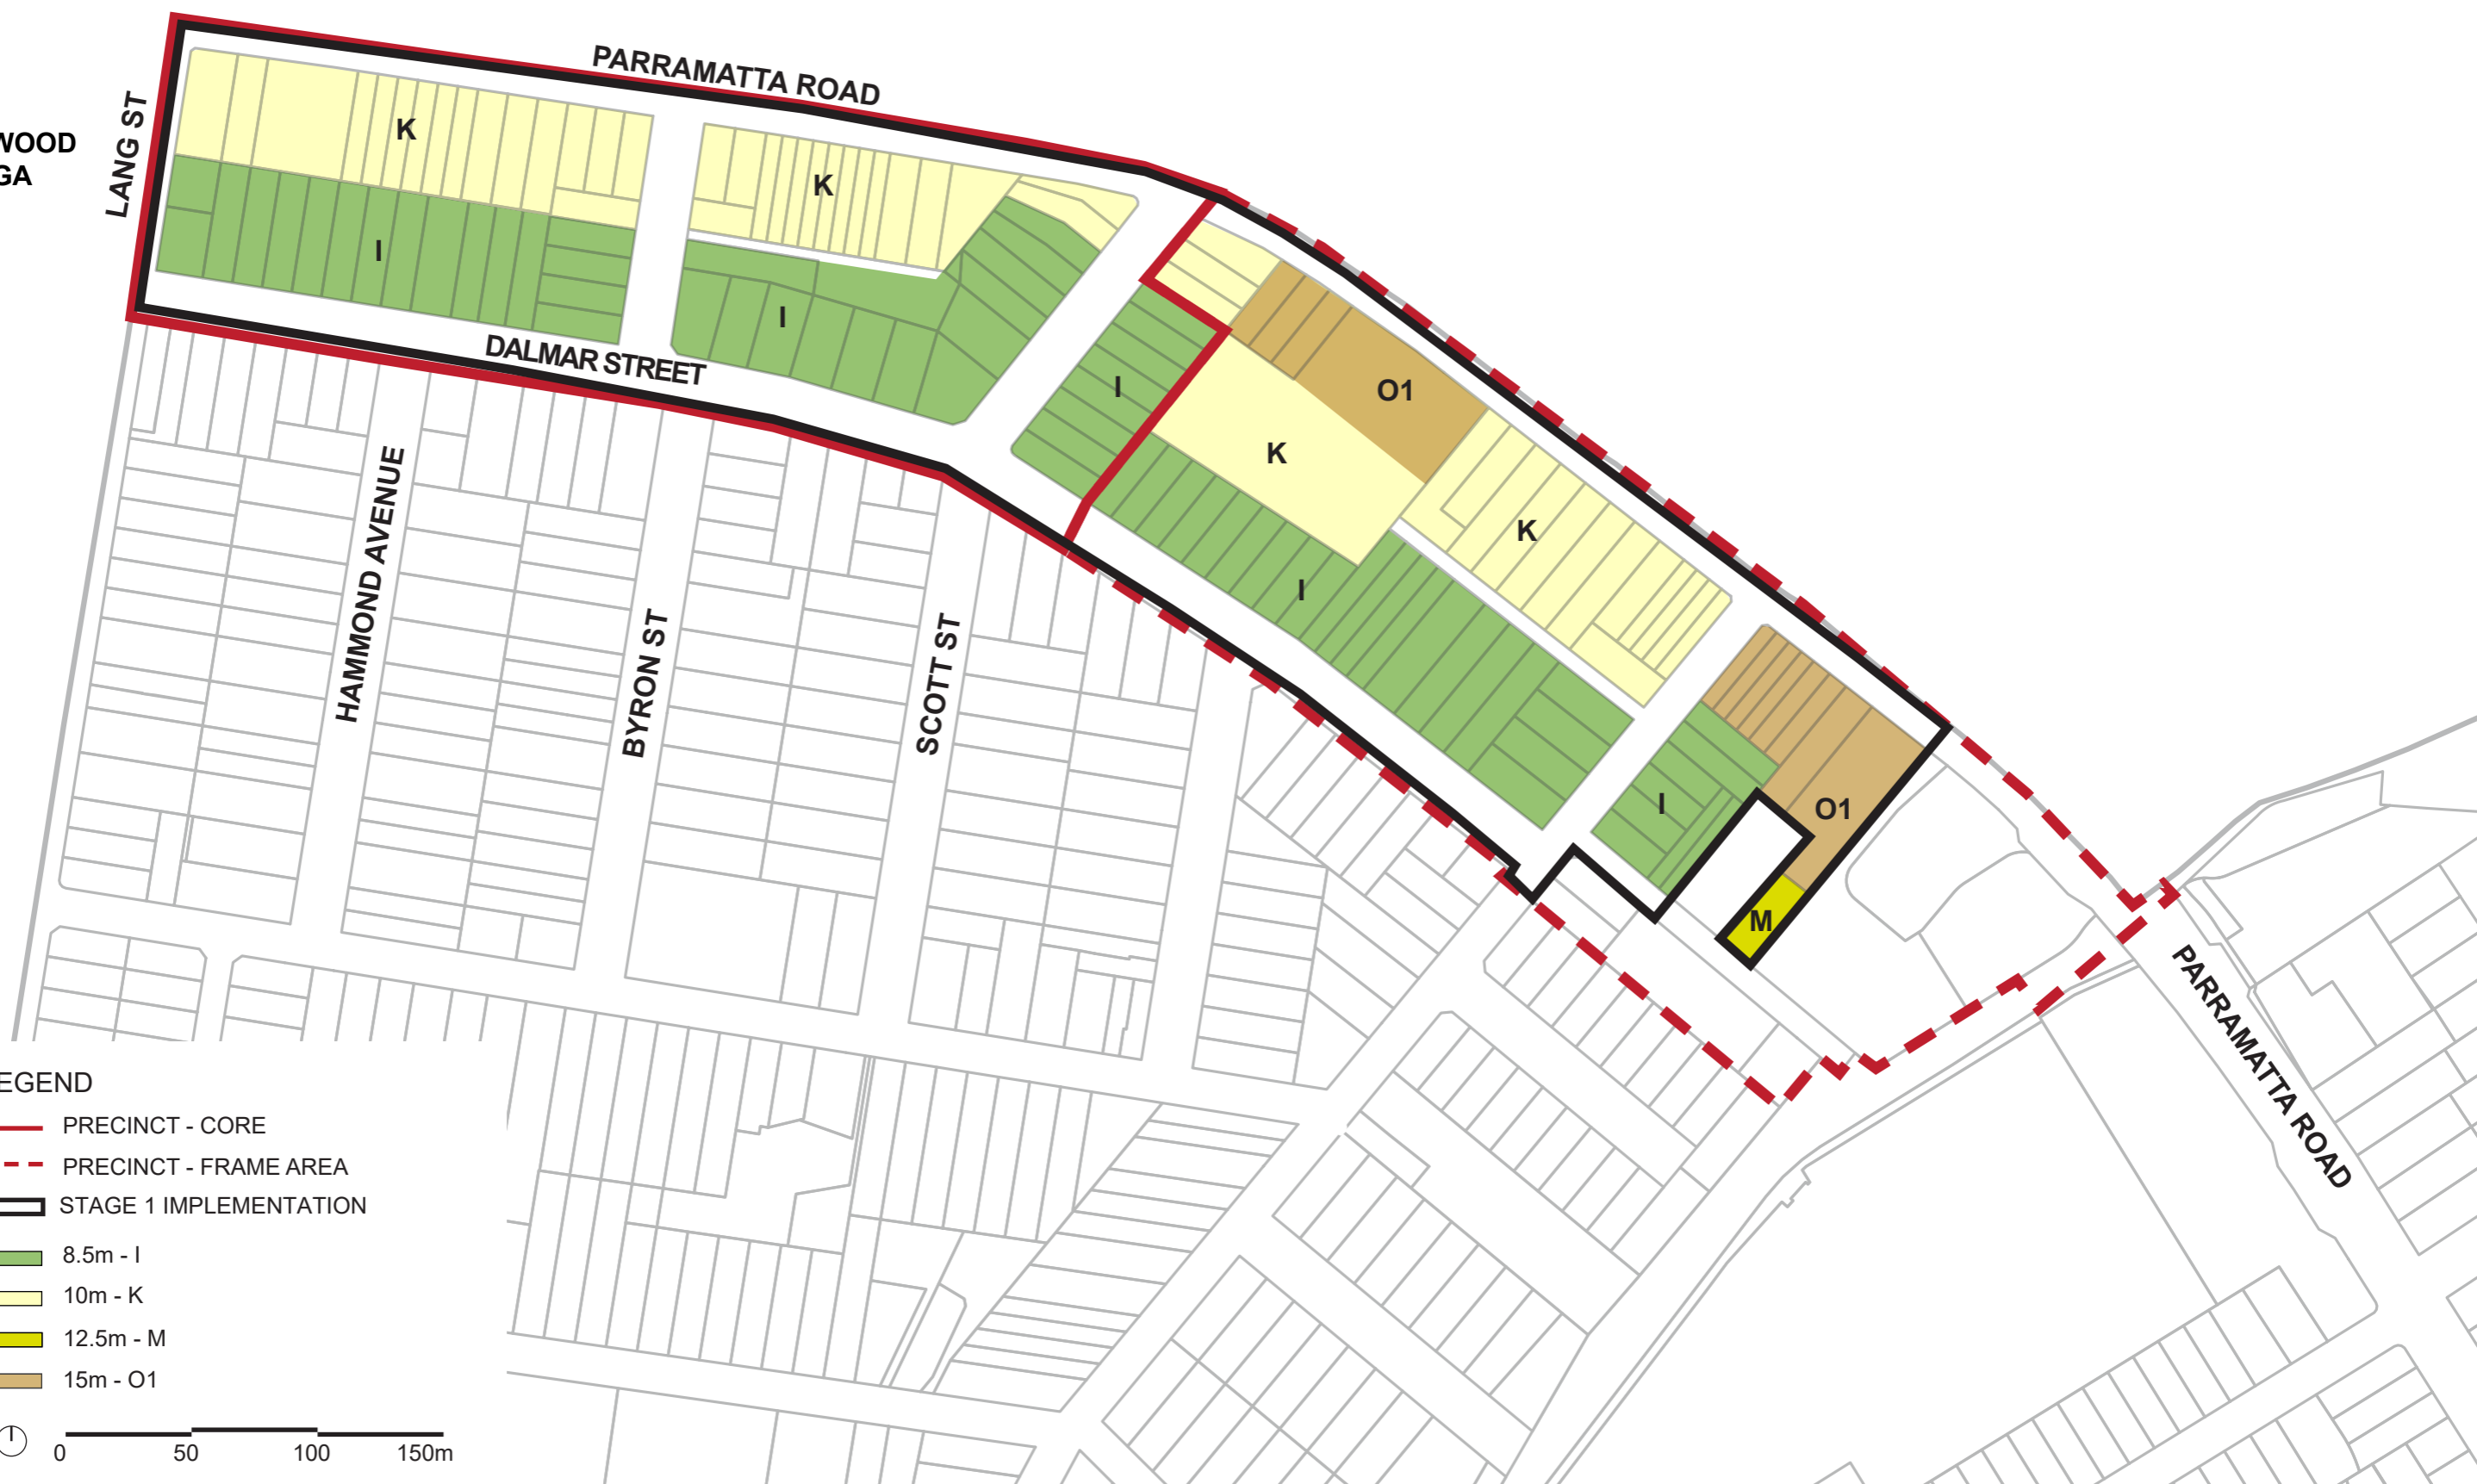 PARRAMATTA ROAD
LANG ST
WOOD
GA
K
K
I
I
DALMAR STREET
I
O1
K
K
I
I
O1
M
HAMMOND AVENUE
BYRON ST
SCOTT ST
PARRAMATTA ROAD
EGEND
PRECINCT - CORE
PRECINCT - FRAME AREA
STAGE 1 IMPLEMENTATION
8.5m - I
10m - K
12.5m - M
15m - O1
0 50 100 150m